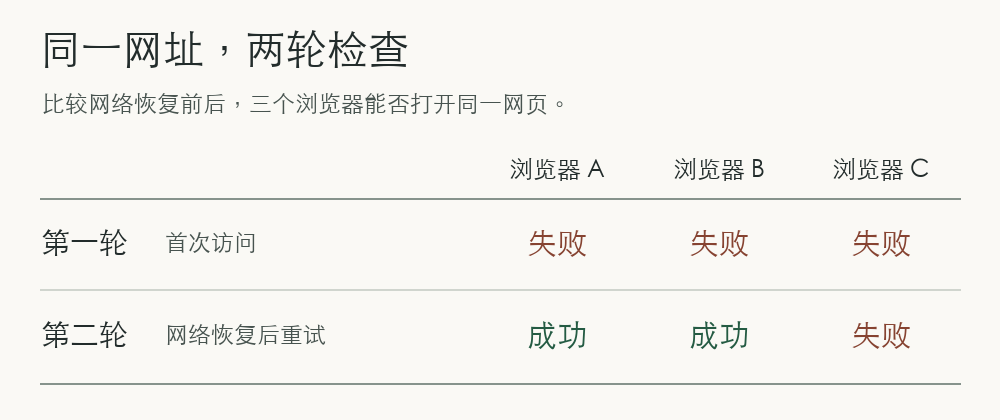 同一网址，两轮检查
比较网络恢复前后，三个浏览器能否打开同一网页。
浏览器 A 浏览器 B 浏览器 C
第一轮 首次访问 失败 失败 失败
第二轮 网络恢复后重试 成功 成功 失败